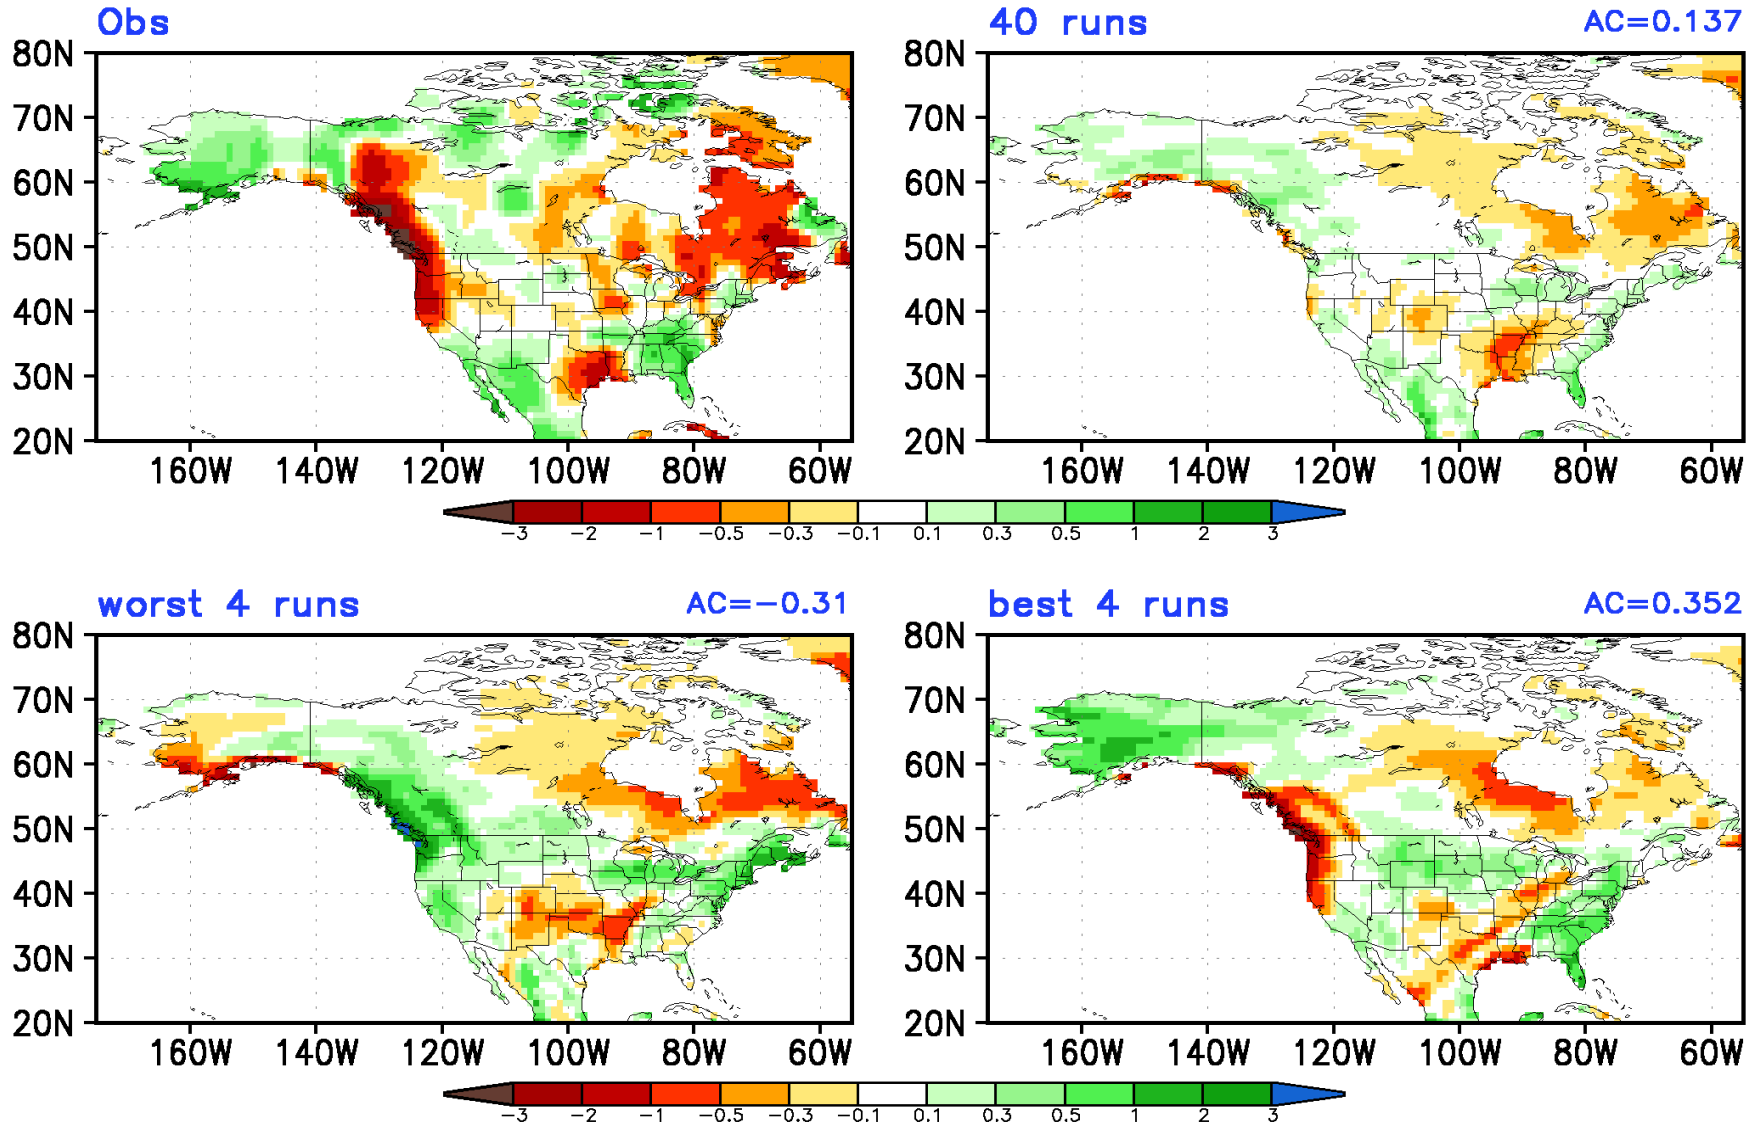 Obs
40 runs AC=0.137
80N 80N
70N 70N
60N 60N
50N 50N
40N 40N
30N 30N
20N 20N
160W 140W 120W 100W 80W 60W 160W 140W 120W 100W 80W 60W
-3 -2 -1 -0.5 -0.3 -0.1 0.1 0.3 0.5 1 2 3
worst 4 runs AC=-0.31
best 4 runs AC=0.352
80N 80N
70N 70N
60N 60N
50N 50N
40N 40N
30N 30N
20N 20N
160W 140W 120W 100W 80W 60W 160W 140W 120W 100W 80W 60W
-3 -2 -1 -0.5 -0.3 -0.1 0.1 0.3 0.5 1 2 3